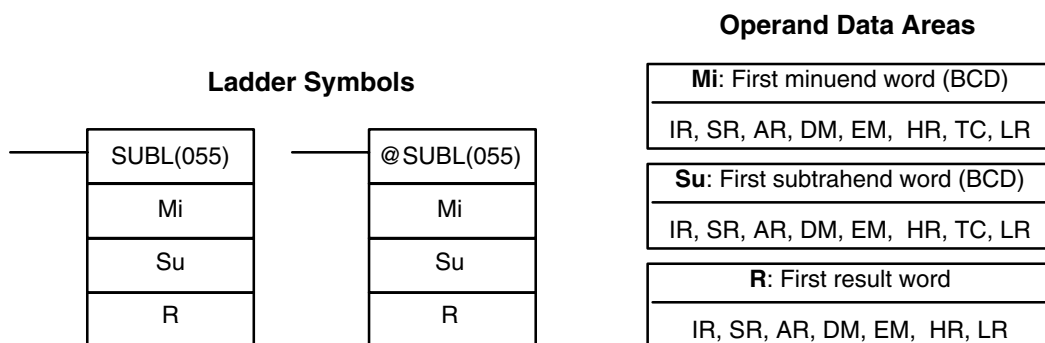 Ladder Symbols
SUBL(055)
Mi
Su
R
@SUBL(055)
Mi
Su
R
Operand Data Areas
Mi: First minuend word (BCD)
IR, SR, AR, DM, EM, HR, TC, LR
Su: First subtrahend word (BCD)
IR, SR, AR, DM, EM, HR, TC, LR
R: First result word
IR, SR, AR, DM, EM, HR, LR